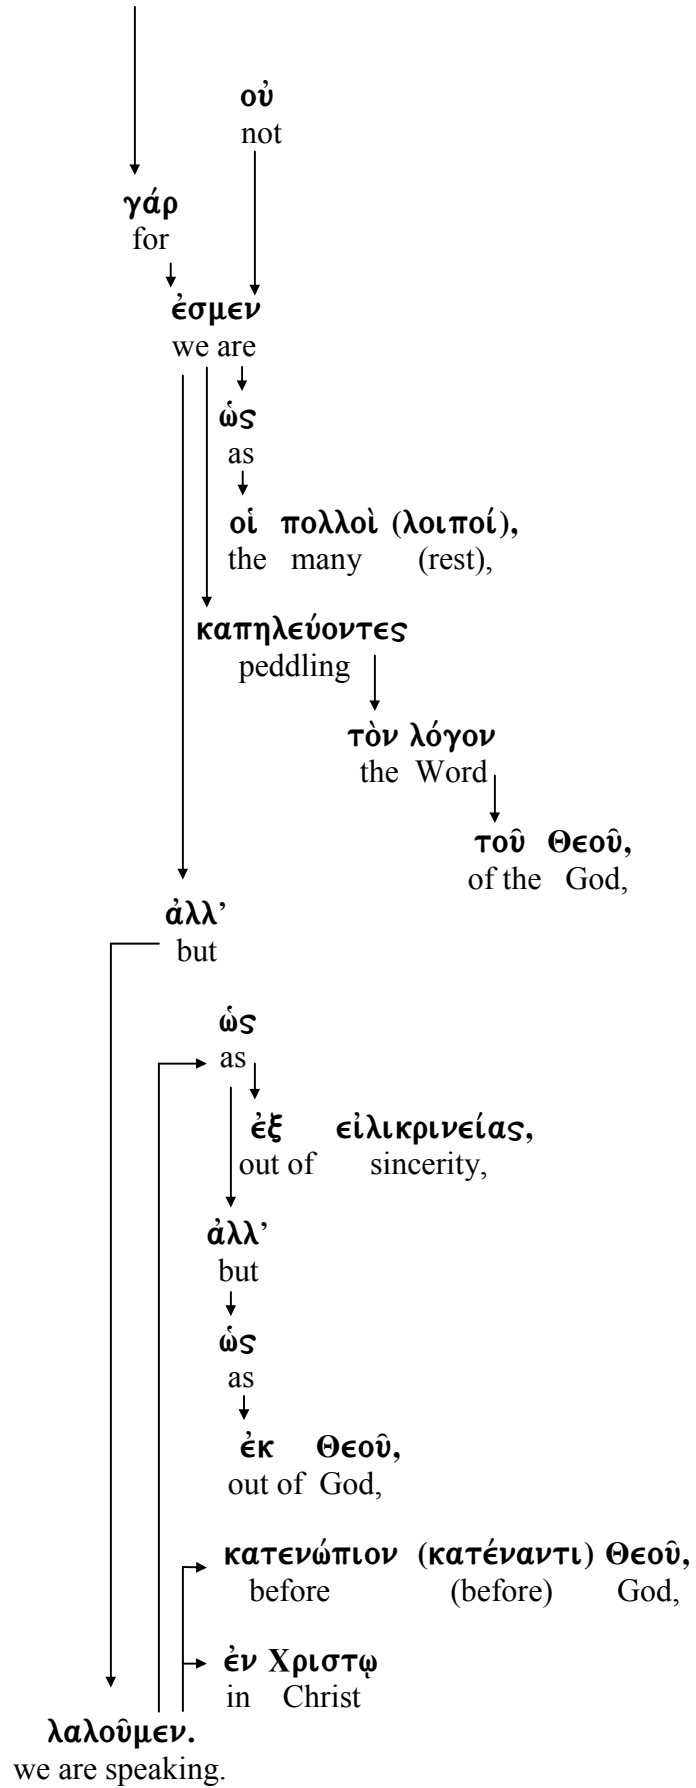 οὐ
not
γάρ
for
ἐσμεν
we are
ὡς
as
οἱ πολλοὶ (λοιποί),
the many (rest),
καπηλεύοντες
peddling
τὸν λόγον
the Word
τοῦ Θεοῦ,
of the God,
ἀλλ’
but
ὡς
as
ἐξ εἰλικρινείας,
out of sincerity,
ἀλλ’
but
ὡς
as
ἐκ Θεοῦ,
out of God,
κατενώπιον (κατέναντι) Θεοῦ,
before (before) God,
ἐν Χριστῳ
in Christ
λαλοῦμεν.
we are speaking.